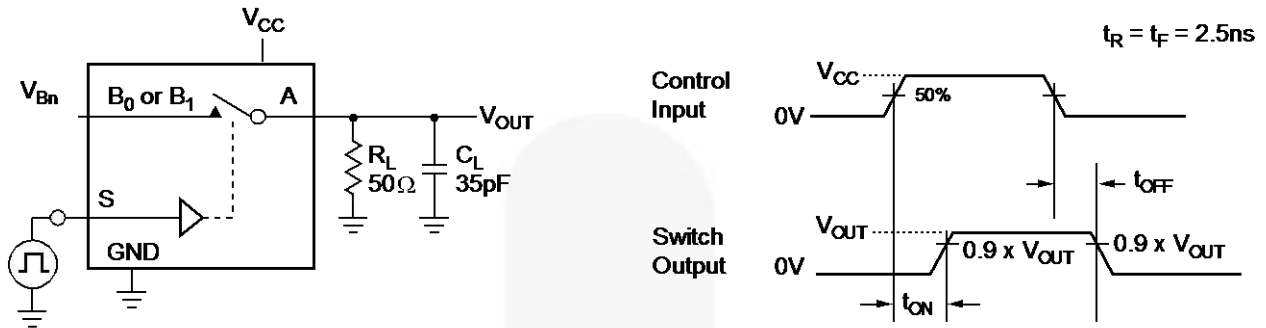 V_CC
V_Bn
B_0 or B_1
A
V_OUT
R_L
50Ω
C_L
35pF
S
GND
t_R = t_F = 2.5ns
Control
Input
V_CC
50%
0V
t_OFF
Switch
Output
V_OUT
0.9 x V_OUT
0.9 x V_OUT
0V
t_ON